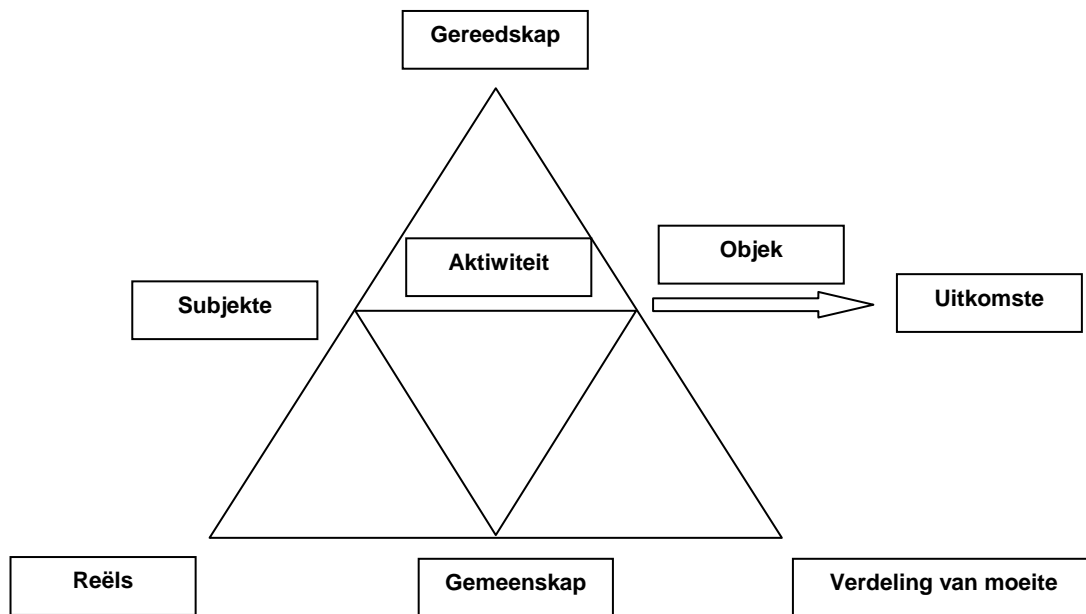 Gereedskap
Aktiwiteit
Objek
Subjekte
Uitkomste
Reëls
Gemeenskap
Verdeling van moeite